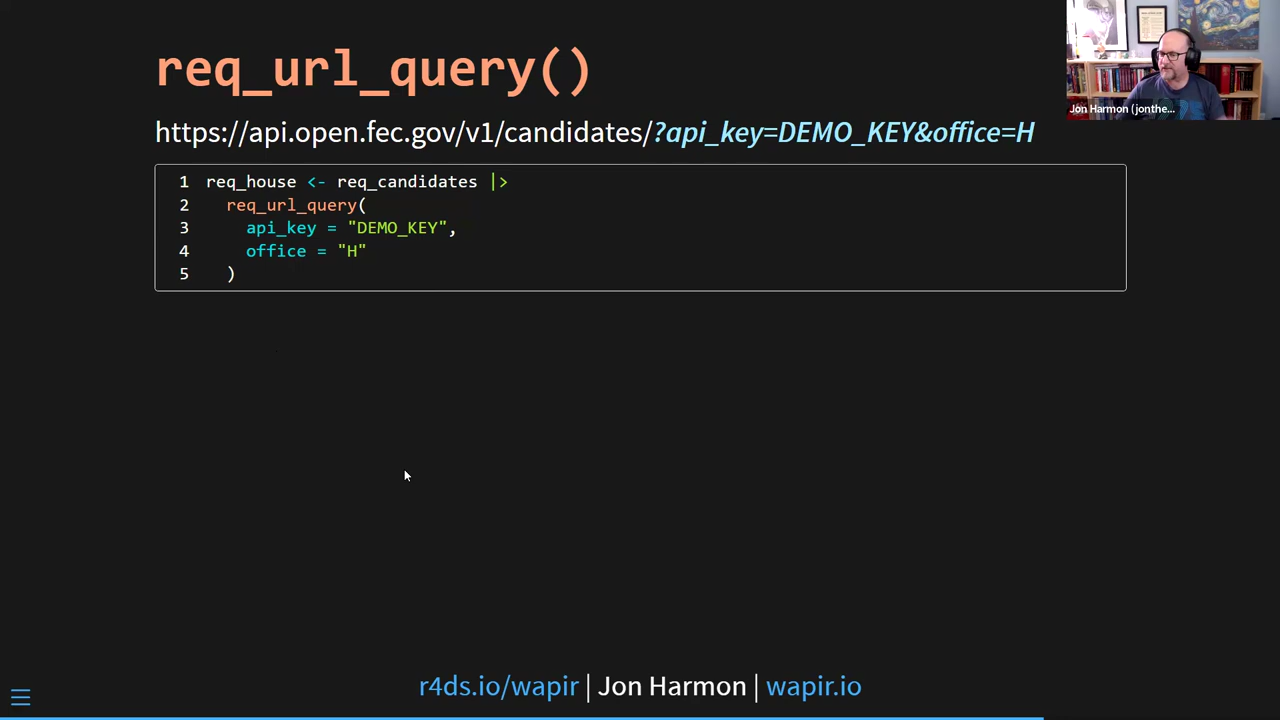 req_url_query()
https://api.open.fec.gov/v1/candidates/?api_key=DEMO_KEY&office=H
1 req_house <- req_candidates |>
2 req_url_query(
3 api_key = "DEMO_KEY",
4 office = "H"
5 )
Jon Harmon (jonthe...
r4ds.io/wapir | Jon Harmon | wapir.io